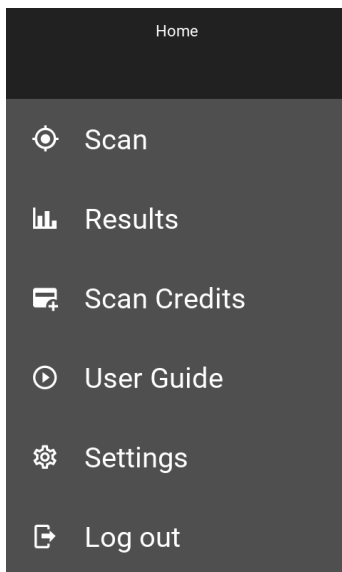 Home
Scan
Results
Scan Credits
User Guide
Settings
Log out